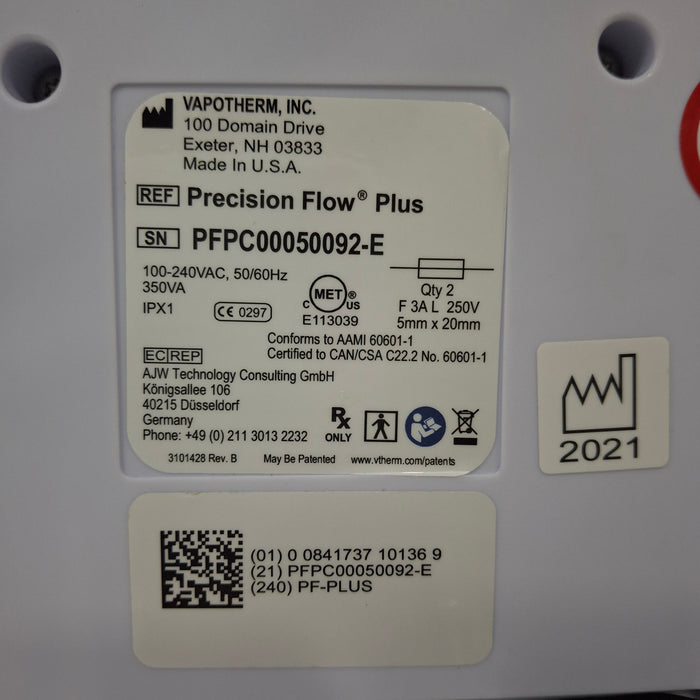 VAPOTHERM, INC.
100 Domain Drive
Exeter, NH 03833
Made In U.S.A.
REF Precision Flow® Plus
SN PFPC00050092-E
100-240VAC, 50/60Hz
350VA
IPX1
CE 0297
C MET® US
E113039
Qty 2
F 3A L 250V
5mm x 20mm
Conforms to AAMI 60601-1
Certified to CAN/CSA C22.2 No. 60601-1
EC REP
AJW Technology Consulting GmbH
Königsallee 106
40215 Düsseldorf
Germany
Phone: +49 (0) 211 3013 2232
Rx ONLY
3101428 Rev. B May Be Patented www.vtherm.com/patents
2021
(01) 0 0841737 10136 9
(21) PFPC00050092-E
(240) PF-PLUS